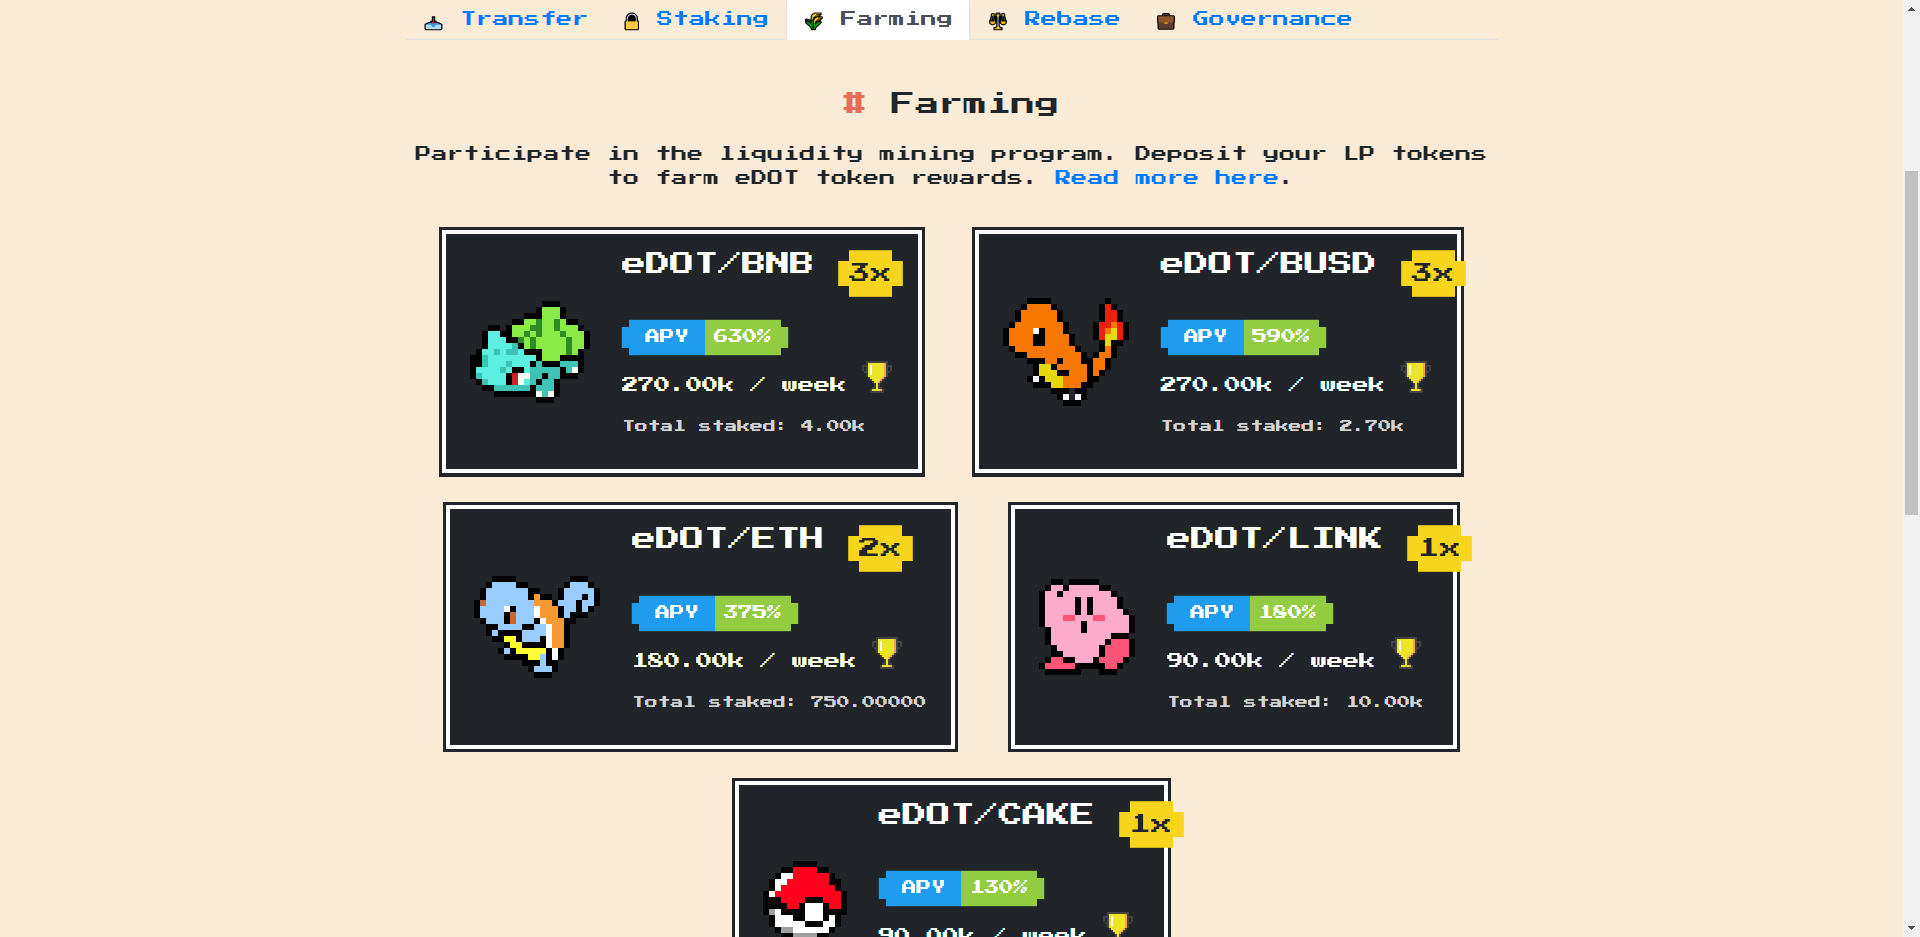 Transfer Staking Farming Rebase Governance
# Farming
Participate in the liquidity mining program. Deposit your LP tokens
to farm eDOT token rewards. Read more here.
eDOT/BNB 3x
APY 630%
270.00k / week
Total staked: 4.00k
eDOT/BUSD 3x
APY 590%
270.00k / week
Total staked: 2.70k
eDOT/ETH 2x
APY 375%
180.00k / week
Total staked: 750.00000
eDOT/LINK 1x
APY 180%
90.00k / week
Total staked: 10.00k
eDOT/CAKE 1x
APY 130%
90.00k / week